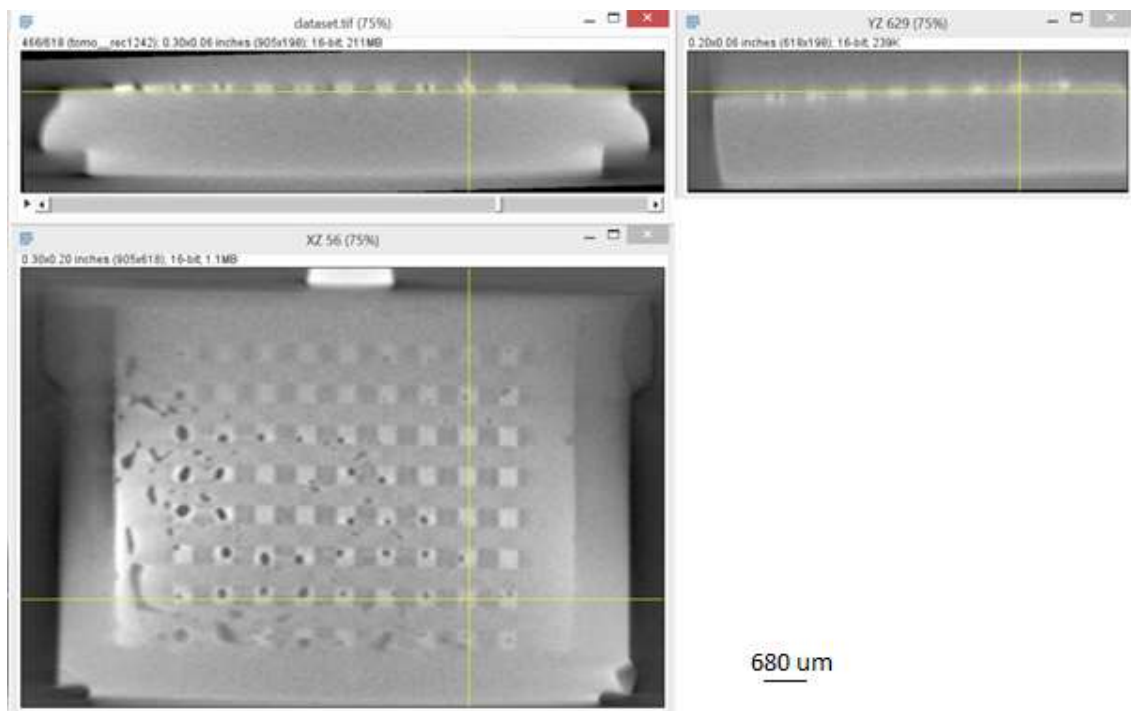 dataset.tif (75%)
466/618 (tomo__rec1242); 0.30x0.06 inches (905x198); 16-bit; 211MB
YZ 629 (75%)
0.20x0.06 inches (618x198); 16-bit; 239K
XZ 56 (75%)
0.30x0.20 inches (905x618); 16-bit; 1.1MB
680 um